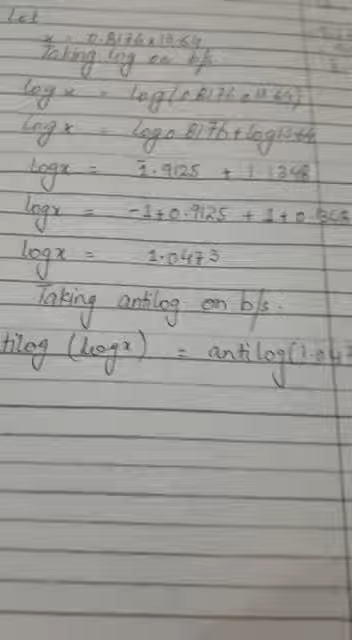 Let
x = 0.8176 x 13.64
Taking log on b/s
log x = log(0.8176 x 13.64)
log x = log 0.8176 + log 13.64
log x = 1̄.9125 + 1.1348
log x = -1+0.9125 + 1+0.1348
log x = 1.0473
Taking antilog on b/s.
tilog (log x) = antilog(1.047